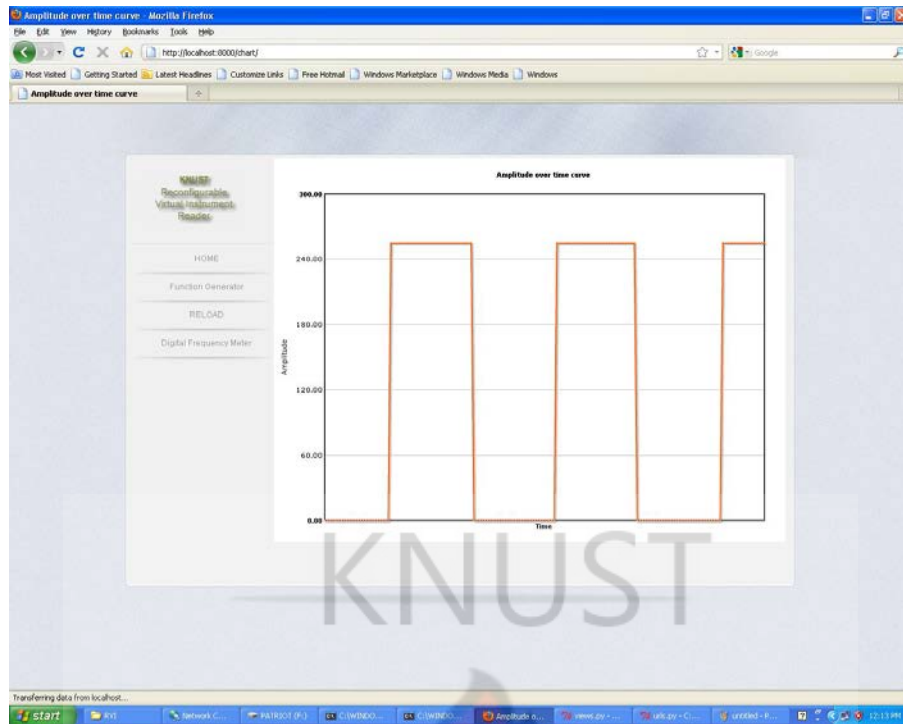 Amplitude over time curve - Mozilla Firefox
File Edit View History Bookmarks Tools Help
http://localhost:8000/chart/
Google
Most Visited Getting Started Latest Headlines Customize Links Free Hotmail Windows Marketplace Windows Media Windows
Amplitude over time curve
KNUST
Reconfigurable
Virtual Instrument
Reader
HOME
Function Generator
RELOAD
Digital Frequency Meter
Amplitude over time curve
300.00
240.00
180.00
120.00
60.00
0.00
Amplitude
Time
KNUST
Transferring data from localhost...
start RVI Network C... PATRIOT (F:) C:\WINDO... C:\WINDO... Amplitude o... views.py - ... urls.py - C:... untitled - P... 12:13 PM